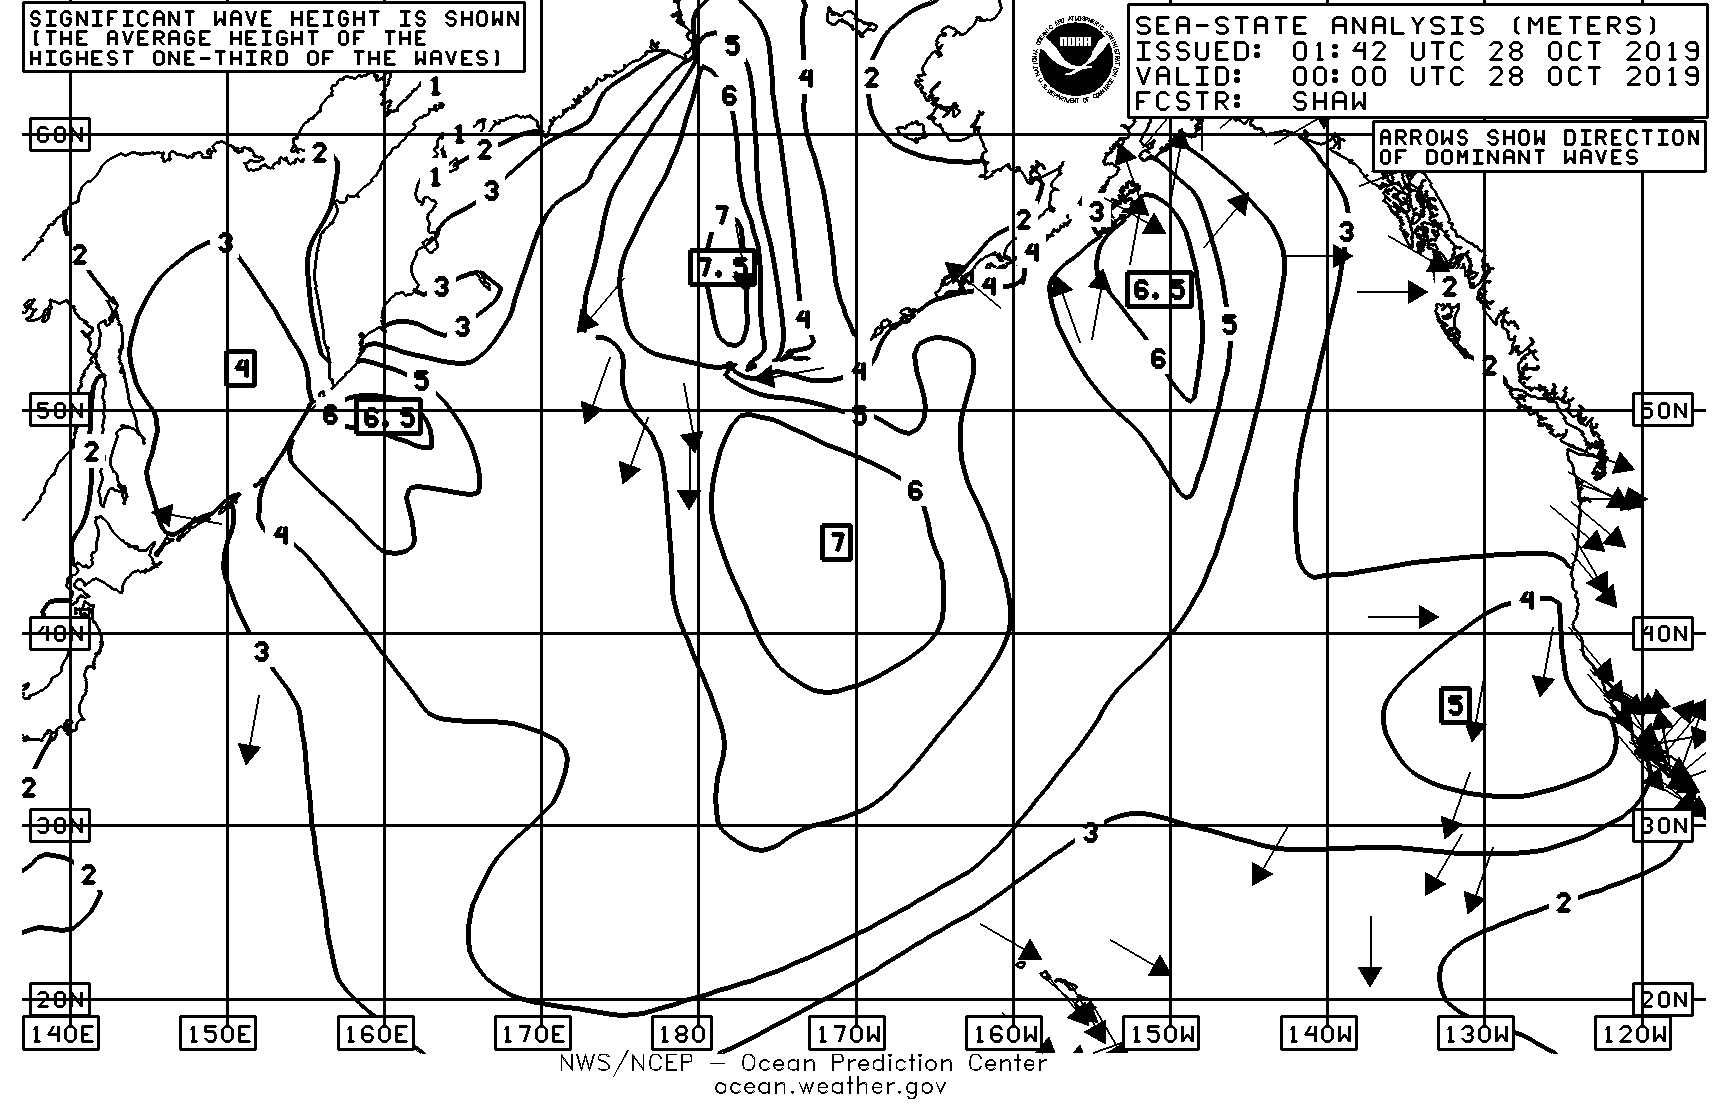 SIGNIFICANT WAVE HEIGHT IS SHOWN
(THE AVERAGE HEIGHT OF THE
HIGHEST ONE-THIRD OF THE WAVES)
NOAA
SEA-STATE ANALYSIS (METERS)
ISSUED: 01:42 UTC 28 OCT 2019
VALID: 00:00 UTC 28 OCT 2019
FCSTR: SHAW
ARROWS SHOW DIRECTION
OF DOMINANT WAVES
5
4
2
1
6
60N
1
2
2
3
1
7
3
2
3
2
3
4
7.5
3
4
6.5
2
3
4
5
4
6
2
4
5
50N
6
6.5
5
50N
2
6
4
7
4
40N
40N
3
5
2
30N
3
30N
2
2
20N
20N
140E
150E
160E
170E
180
170W
160W
150W
140W
130W
120W
NWS/NCEP – Ocean Prediction Center
ocean.weather.gov